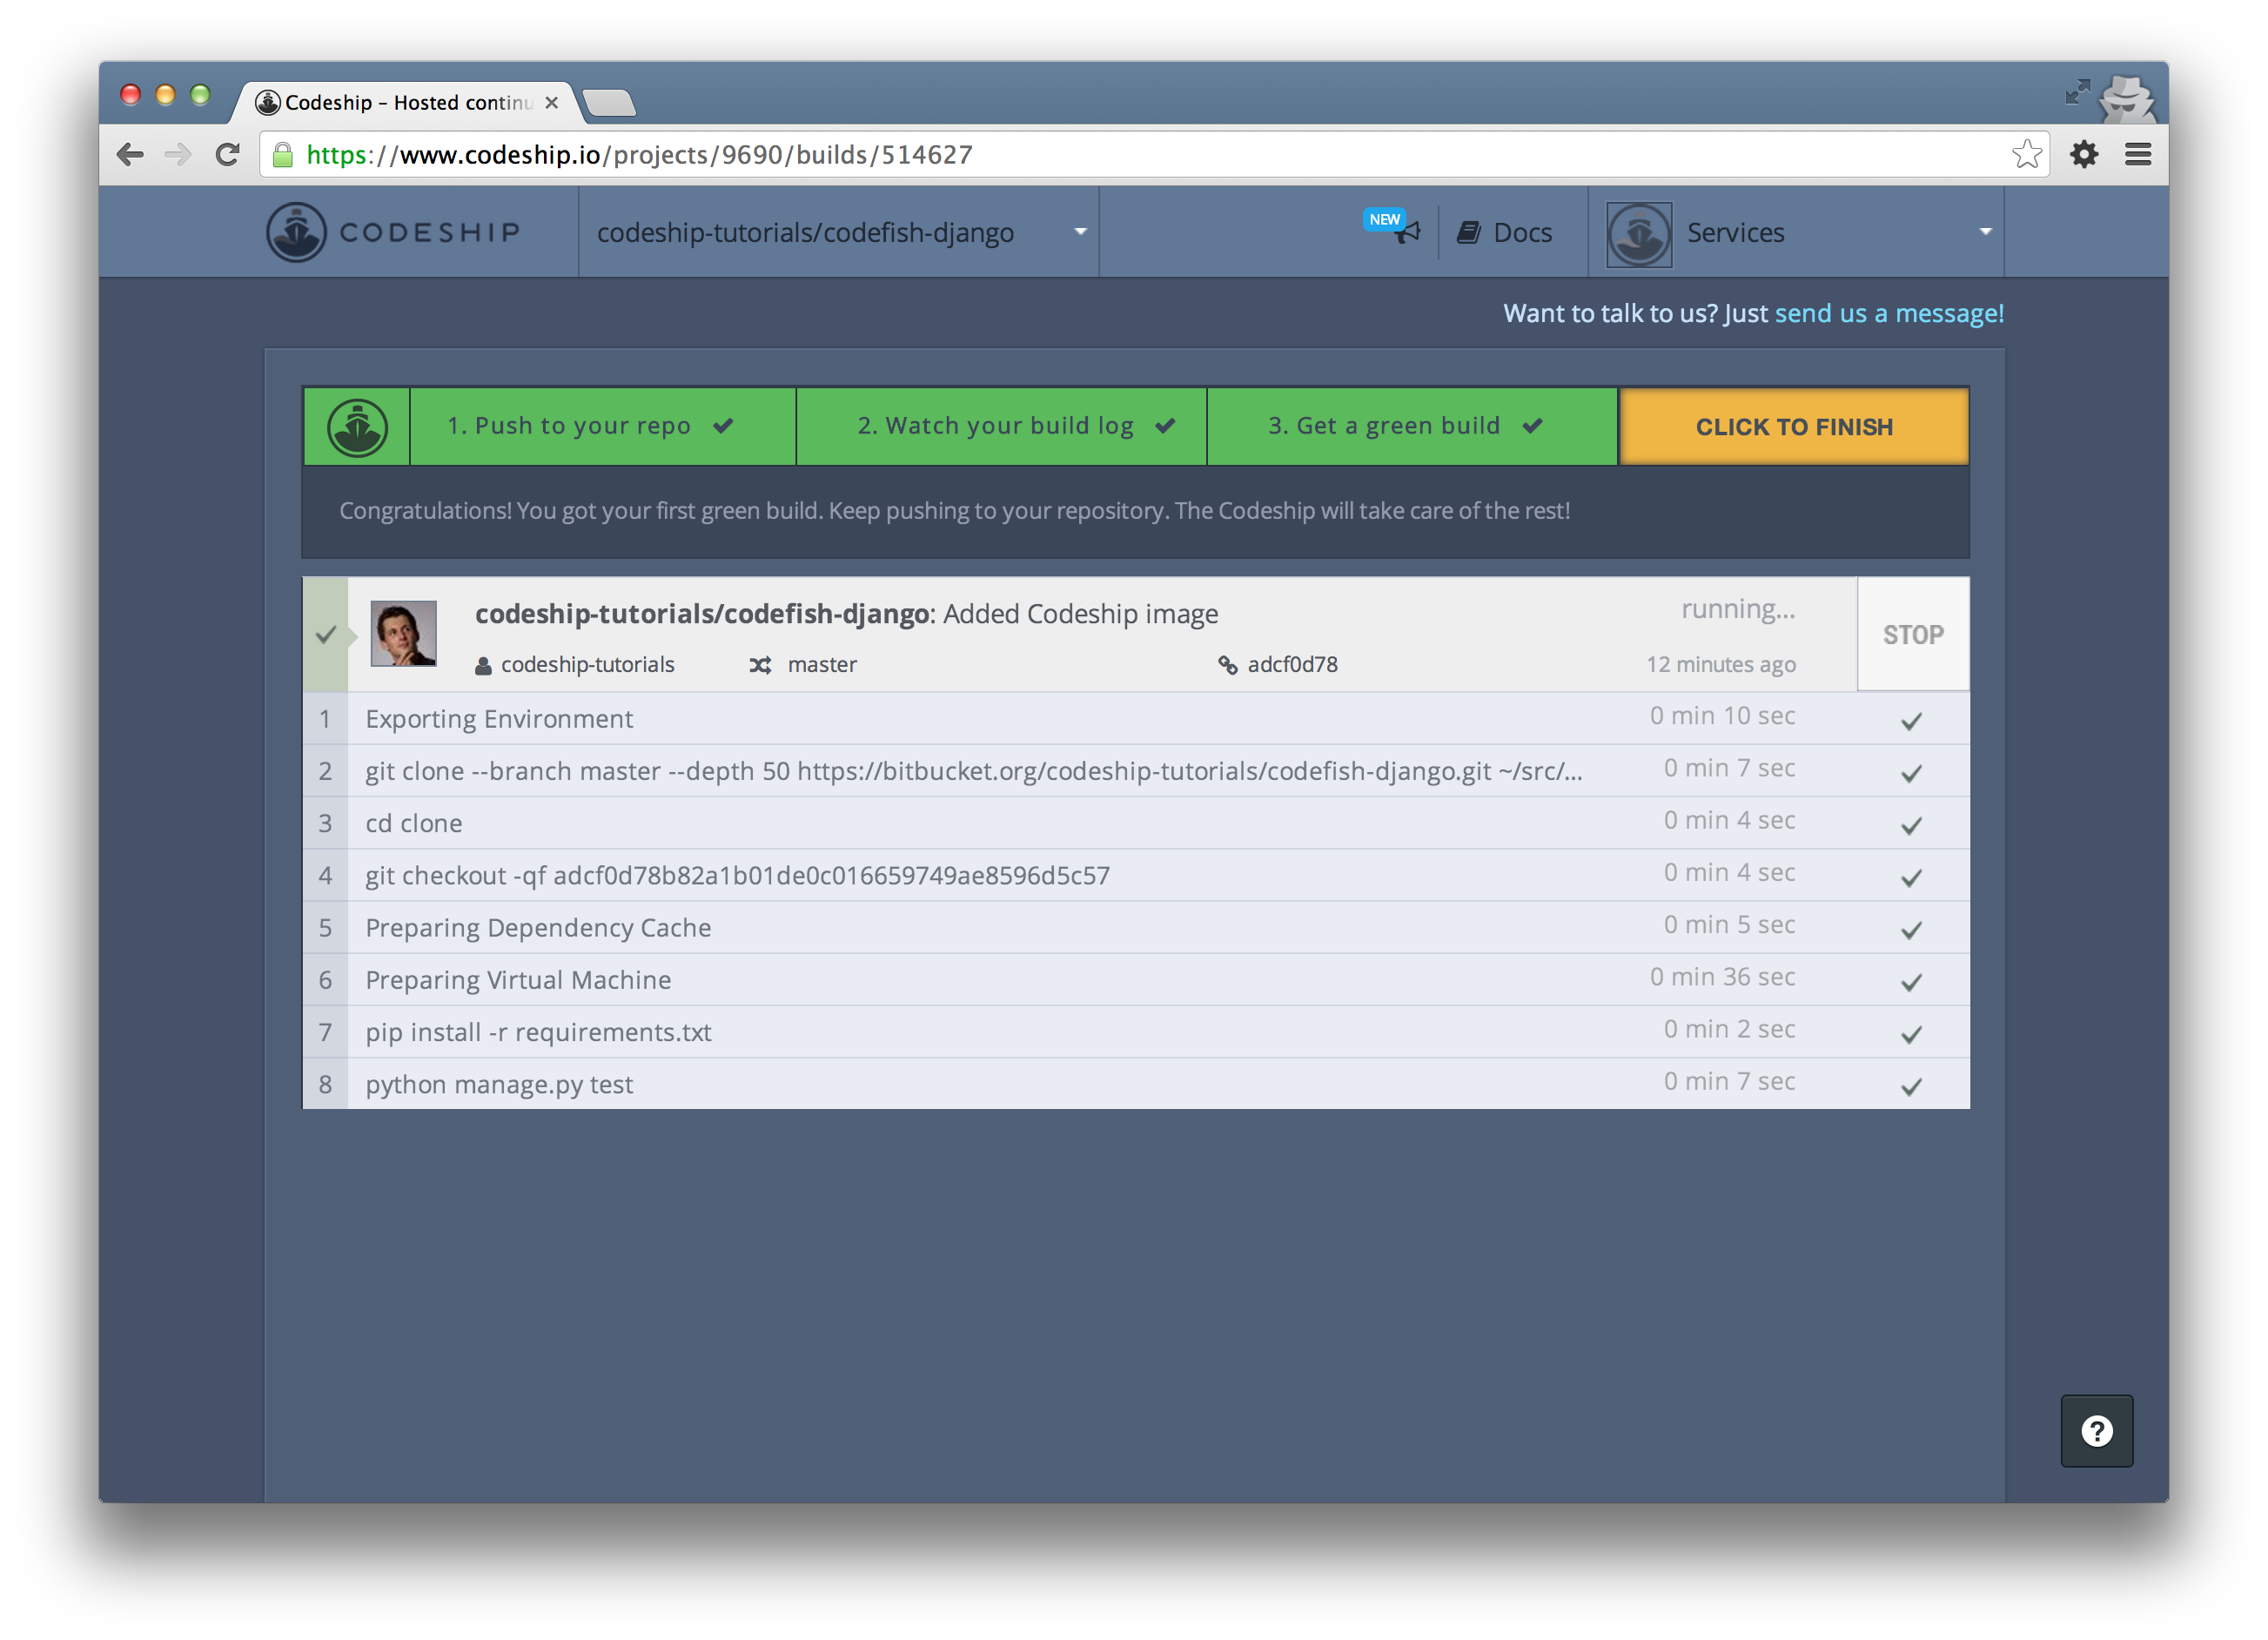 Codeship – Hosted continu
https://www.codeship.io/projects/9690/builds/514627
CODESHIP
codeship-tutorials/codefish-django
NEW
Docs
Services
Want to talk to us? Just send us a message!
1. Push to your repo
2. Watch your build log
3. Get a green build
CLICK TO FINISH
Congratulations! You got your first green build. Keep pushing to your repository. The Codeship will take care of the rest!
codeship-tutorials/codefish-django: Added Codeship image
running...
STOP
codeship-tutorials
master
adcf0d78
12 minutes ago
1 Exporting Environment 0 min 10 sec
2 git clone --branch master --depth 50 https://bitbucket.org/codeship-tutorials/codefish-django.git ~/src/... 0 min 7 sec
3 cd clone 0 min 4 sec
4 git checkout -qf adcf0d78b82a1b01de0c016659749ae8596d5c57 0 min 4 sec
5 Preparing Dependency Cache 0 min 5 sec
6 Preparing Virtual Machine 0 min 36 sec
7 pip install -r requirements.txt 0 min 2 sec
8 python manage.py test 0 min 7 sec
?